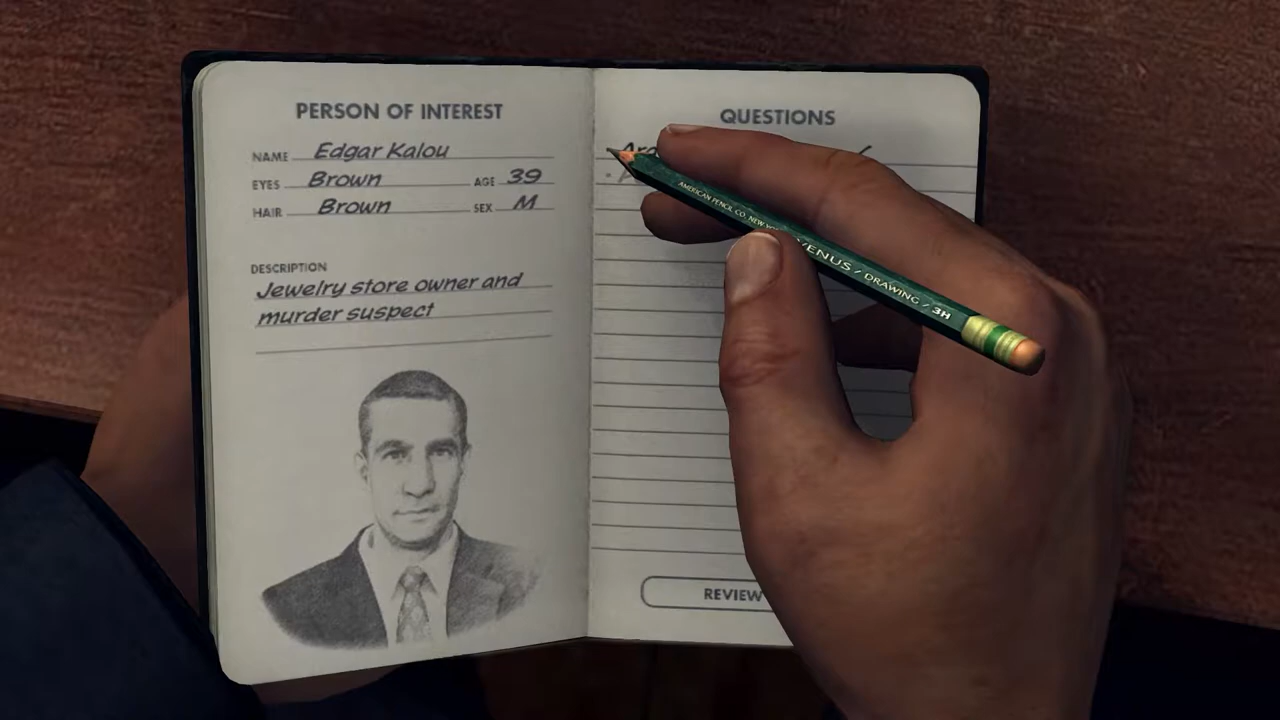 PERSON OF INTEREST
NAME Edgar Kalou
EYES Brown AGE 39
HAIR Brown SEX M
DESCRIPTION
Jewelry store owner and
murder suspect
QUESTIONS
AMERICAN PENCIL CO. NEW YORK VENUS / DRAWING / 3H
REVIEW